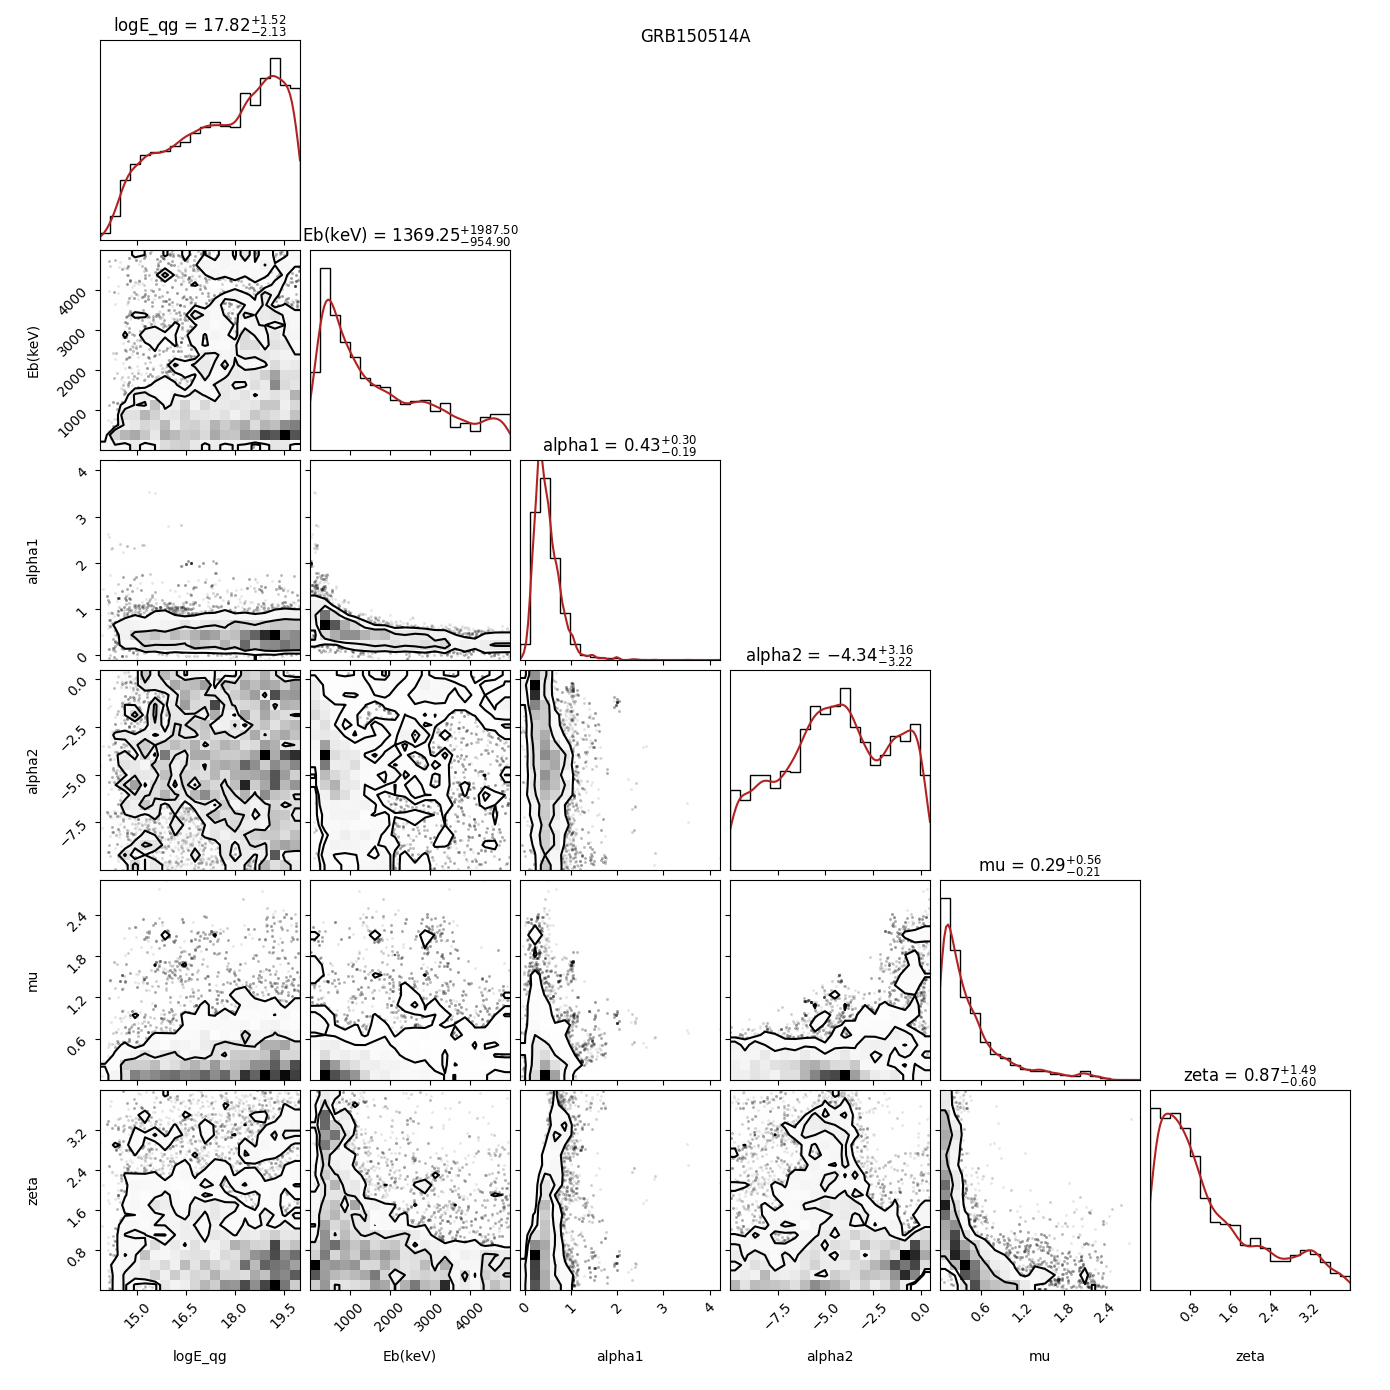 GRB150514A
logE_qg = 17.82+1.52−2.13
Eb(keV) = 1369.25+1987.50−954.90
Eb(keV)
4000
3000
2000
1000
alpha1 = 0.43+0.30−0.19
alpha1
4
3
2
1
0
alpha2 = −4.34+3.16−3.22
alpha2
0.0
−2.5
−5.0
−7.5
mu = 0.29+0.56−0.21
mu
2.4
1.8
1.2
0.6
zeta = 0.87+1.49−0.60
zeta
3.2
2.4
1.6
0.8
15.0 16.5 18.0 19.5
1000 2000 3000 4000
0 1 2 3 4
−7.5 −5.0 −2.5 0.0
0.6 1.2 1.8 2.4
0.8 1.6 2.4 3.2
logE_qg Eb(keV) alpha1 alpha2 mu zeta